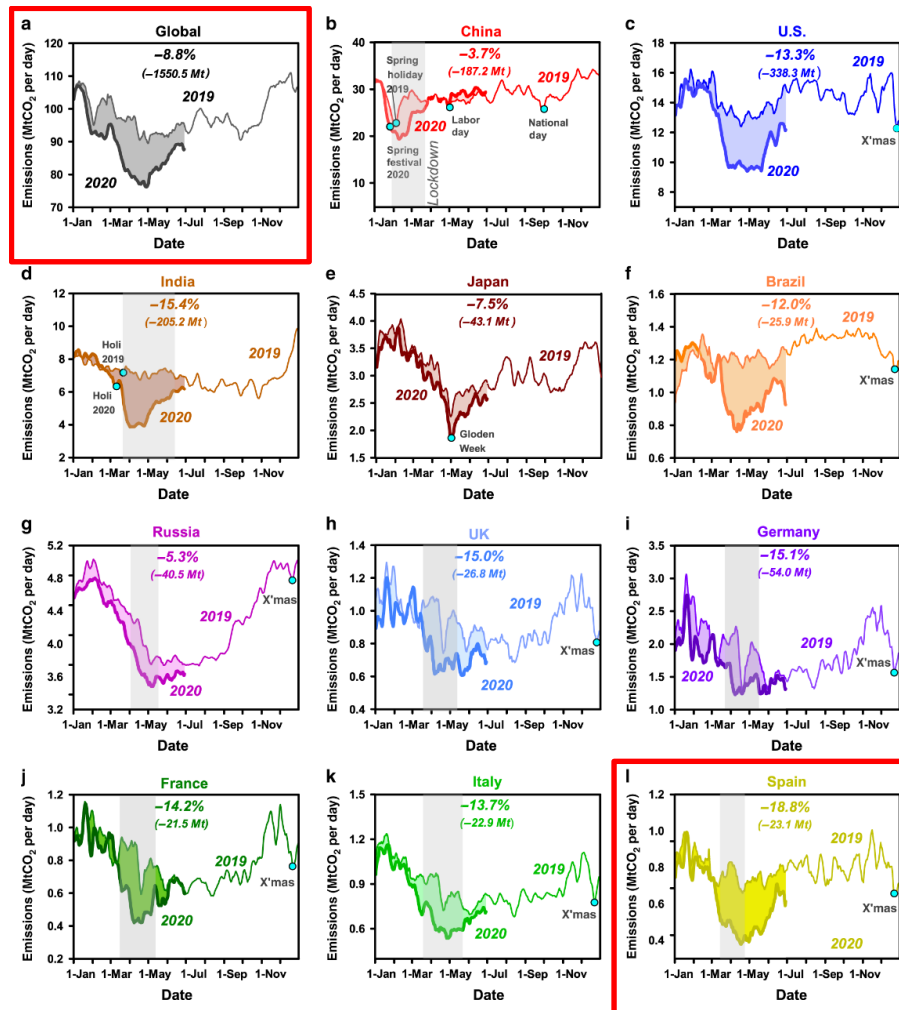 a
Global
−8.8%
(−1550.5 Mt)
2019
2020
Emissions (MtCO₂ per day)
120
110
100
90
80
70
1-Jan 1-Mar 1-May 1-Jul 1-Sep 1-Nov
Date
b
China
−3.7%
(−187.2 Mt)
Spring
holiday
2019
2019
2020
Labor
day
National
day
Spring
festival
2020
Lockdown
Emissions (MtCO₂ per day)
40
30
20
10
0
1-Jan 1-Mar 1-May 1-Jul 1-Sep 1-Nov
Date
c
U.S.
−13.3%
(−338.3 Mt)
2019
X'mas
2020
Emissions (MtCO₂ per day)
18
16
14
12
10
8
1-Jan 1-Mar 1-May 1-Jul 1-Sep 1-Nov
Date
d
India
−15.4%
(−205.2 Mt)
Holi
2019
2019
Holi
2020
2020
Emissions (MtCO₂ per day)
12
10
8
6
4
2
1-Jan 1-Mar 1-May 1-Jul 1-Sep 1-Nov
Date
e
Japan
−7.5%
(−43.1 Mt)
2019
2020
Gloden
Week
Emissions (MtCO₂ per day)
4.5
4.0
3.5
3.0
2.5
2.0
1.5
1-Jan 1-Mar 1-May 1-Jul 1-Sep 1-Nov
Date
f
Brazil
−12.0%
(−25.9 Mt)
2019
X'mas
2020
Emissions (MtCO₂ per day)
1.6
1.4
1.2
1.0
0.8
0.6
1-Jan 1-Mar 1-May 1-Jul 1-Sep 1-Nov
Date
g
Russia
−5.3%
(−40.5 Mt)
X'mas
2019
2020
Emissions (MtCO₂ per day)
5.2
4.8
4.4
4.0
3.6
3.2
1-Jan 1-Mar 1-May 1-Jul 1-Sep 1-Nov
Date
h
UK
−15.0%
(−26.8 Mt)
2019
X'mas
2020
Emissions (MtCO₂ per day)
1.4
1.2
1.0
0.8
0.6
0.4
1-Jan 1-Mar 1-May 1-Jul 1-Sep 1-Nov
Date
i
Germany
−15.1%
(−54.0 Mt)
2019
2020
X'mas
Emissions (MtCO₂ per day)
3.5
3.0
2.5
2.0
1.5
1.0
1-Jan 1-Mar 1-May 1-Jul 1-Sep 1-Nov
Date
j
France
−14.2%
(−21.5 Mt)
2019
X'mas
2020
Emissions (MtCO₂ per day)
1.2
1.0
0.8
0.6
0.4
0.2
1-Jan 1-Mar 1-May 1-Jul 1-Sep 1-Nov
Date
k
Italy
−13.7%
(−22.9 Mt)
2019
X'mas
2020
Emissions (MtCO₂ per day)
1.5
1.2
0.9
0.6
1-Jan 1-Mar 1-May 1-Jul 1-Sep 1-Nov
Date
l
Spain
−18.8%
(−23.1 Mt)
2019
X'mas
2020
Emissions (MtCO₂ per day)
1.2
1.0
0.8
0.6
0.4
1-Jan 1-Mar 1-May 1-Jul 1-Sep 1-Nov
Date